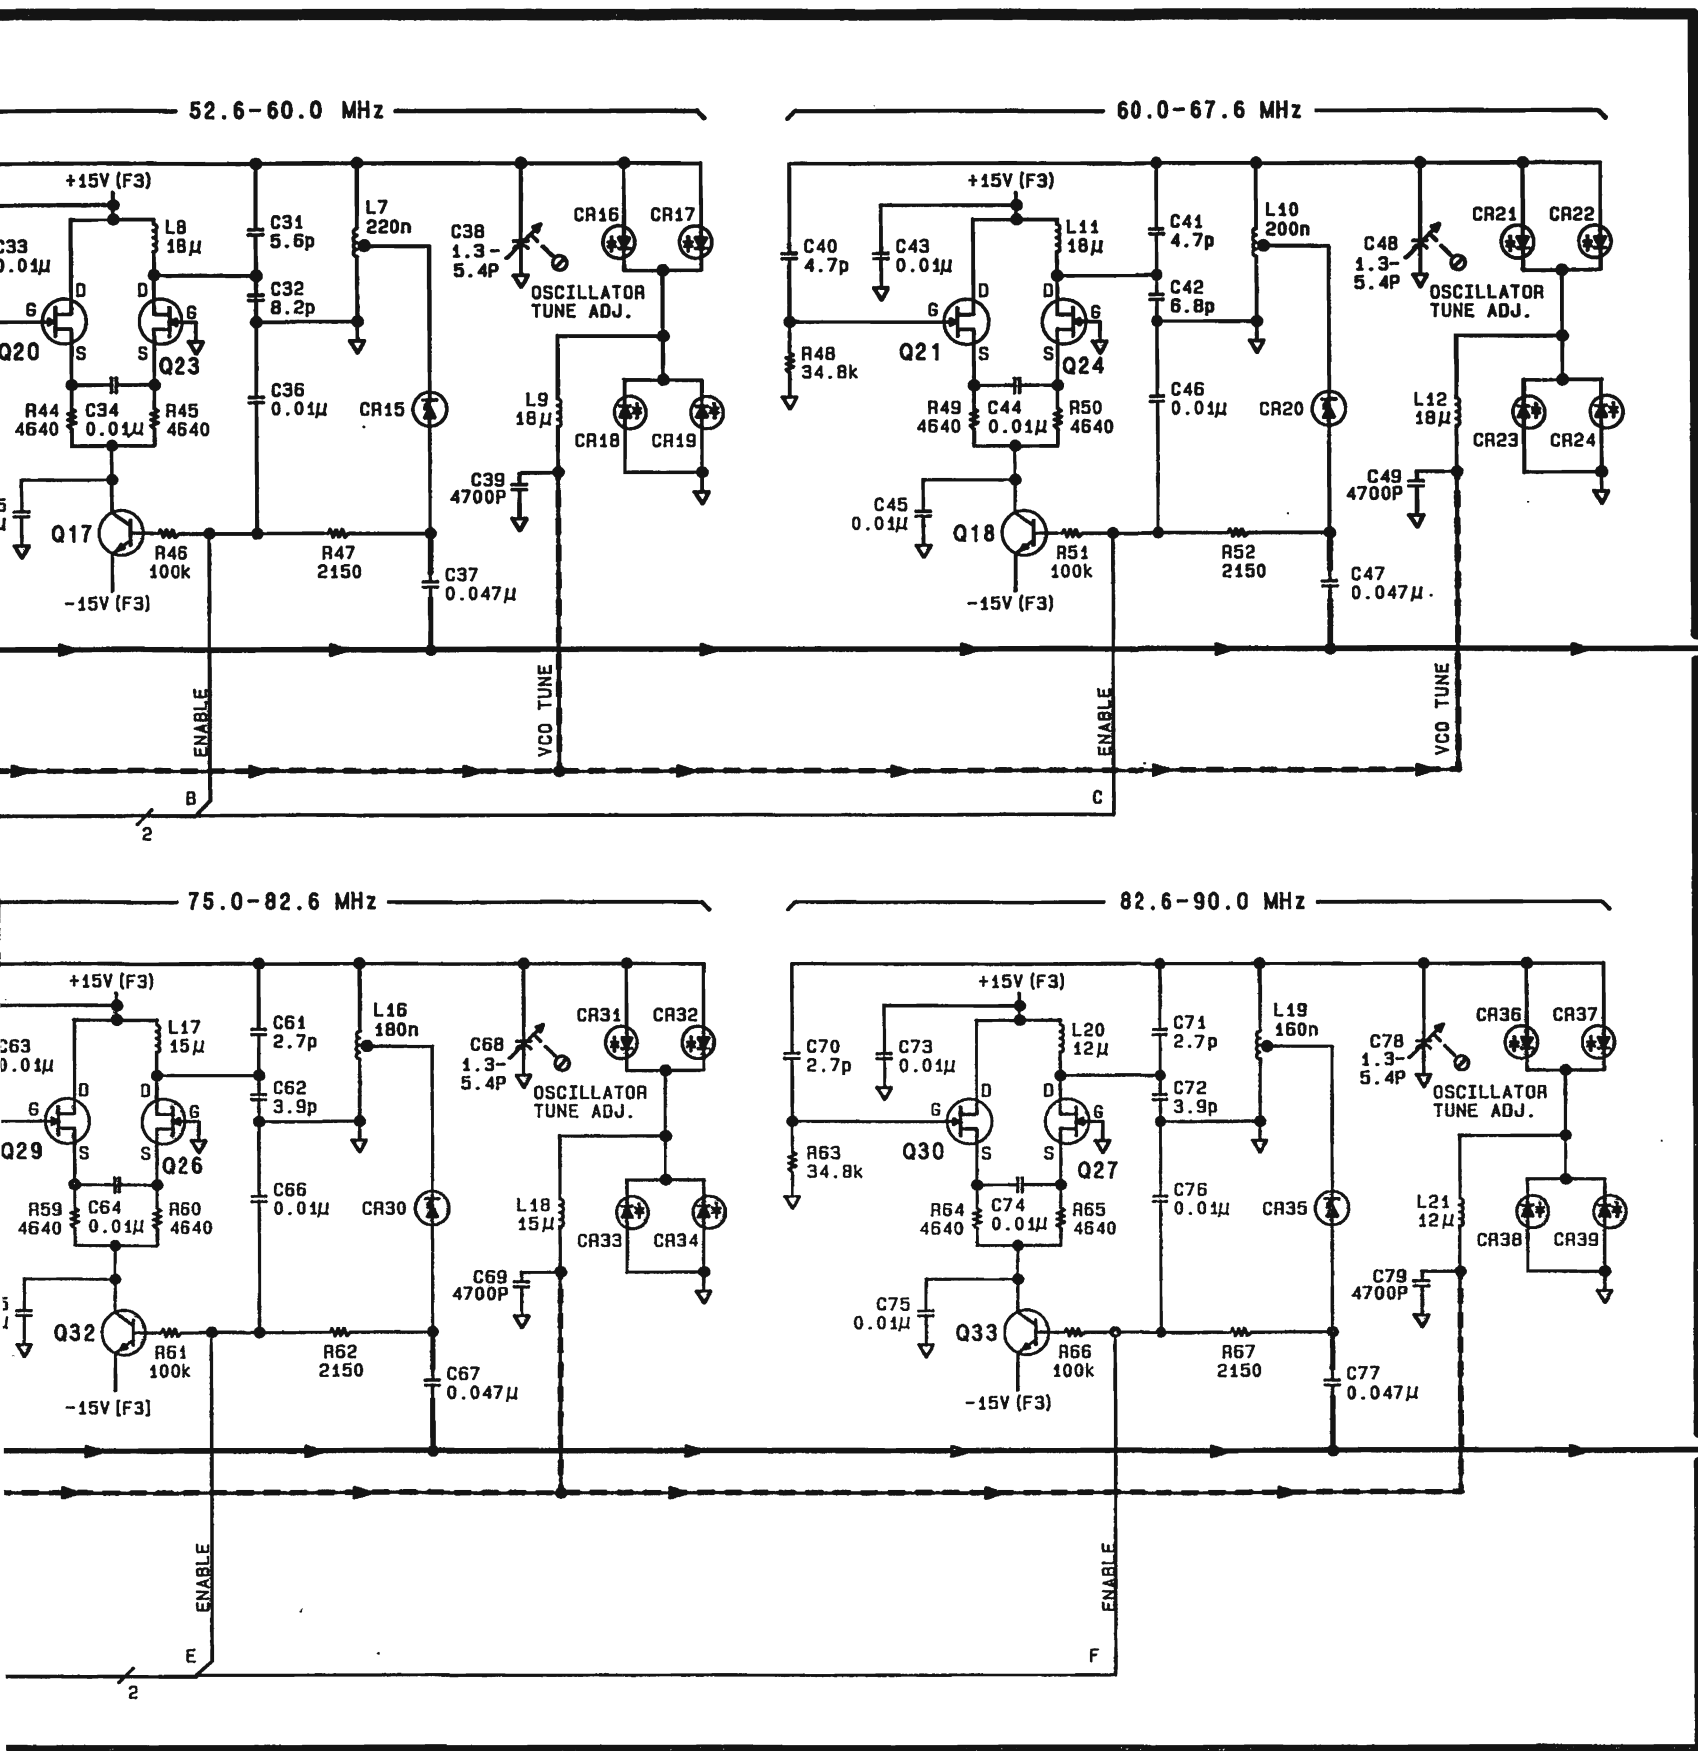 52.6-60.0 MHz
60.0-67.6 MHz
+15V (F3)
C33
0.01µ
L8
18µ
C31
5.6p
L7
220n
C38
1.3-
5.4P
CR16
CR17
D
D
C32
8.2p
OSCILLATOR
TUNE ADJ.
G
G
Q20
S
S
Q23
R44
4640
C34
0.01µ
R45
4640
C36
0.01µ
CR15
L9
18µ
CR18
CR19
C39
4700P
Q17
R46
100k
R47
2150
C37
0.047µ
-15V (F3)
+15V (F3)
C40
4.7p
C43
0.01µ
L11
18µ
C41
4.7p
L10
200n
C48
1.3-
5.4P
CR21
CR22
D
D
C42
6.8p
OSCILLATOR
TUNE ADJ.
G
G
R48
34.8k
Q21
S
S
Q24
R49
4640
C44
0.01µ
R50
4640
C46
0.01µ
CR20
L12
18µ
CR23
CR24
C45
0.01µ
C49
4700P
Q18
R51
100k
R52
2150
C47
0.047µ
-15V (F3)
ENABLE
VCO TUNE
ENABLE
VCO TUNE
B
C
2
75.0-82.6 MHz
82.6-90.0 MHz
+15V (F3)
C63
0.01µ
L17
15µ
C61
2.7p
L16
180n
C68
1.3-
5.4P
CR31
CR32
D
D
C62
3.9p
OSCILLATOR
TUNE ADJ.
G
G
Q29
S
S
Q26
R59
4640
C64
0.01µ
R60
4640
C66
0.01µ
CR30
L18
15µ
CR33
CR34
C69
4700P
Q32
R61
100k
R62
2150
C67
0.047µ
-15V [F3]
+15V (F3)
C70
2.7p
C73
0.01µ
L20
12µ
C71
2.7p
L19
160n
C78
1.3-
5.4P
CR36
CR37
D
D
C72
3.9p
OSCILLATOR
TUNE ADJ.
G
G
R63
34.8k
Q30
S
S
Q27
R64
4640
C74
0.01µ
R65
4640
C76
0.01µ
CR35
L21
12µ
CR38
CR39
C75
0.01µ
C79
4700P
Q33
R66
100k
R67
2150
C77
0.047µ
-15V (F3)
ENABLE
ENABLE
E
F
2